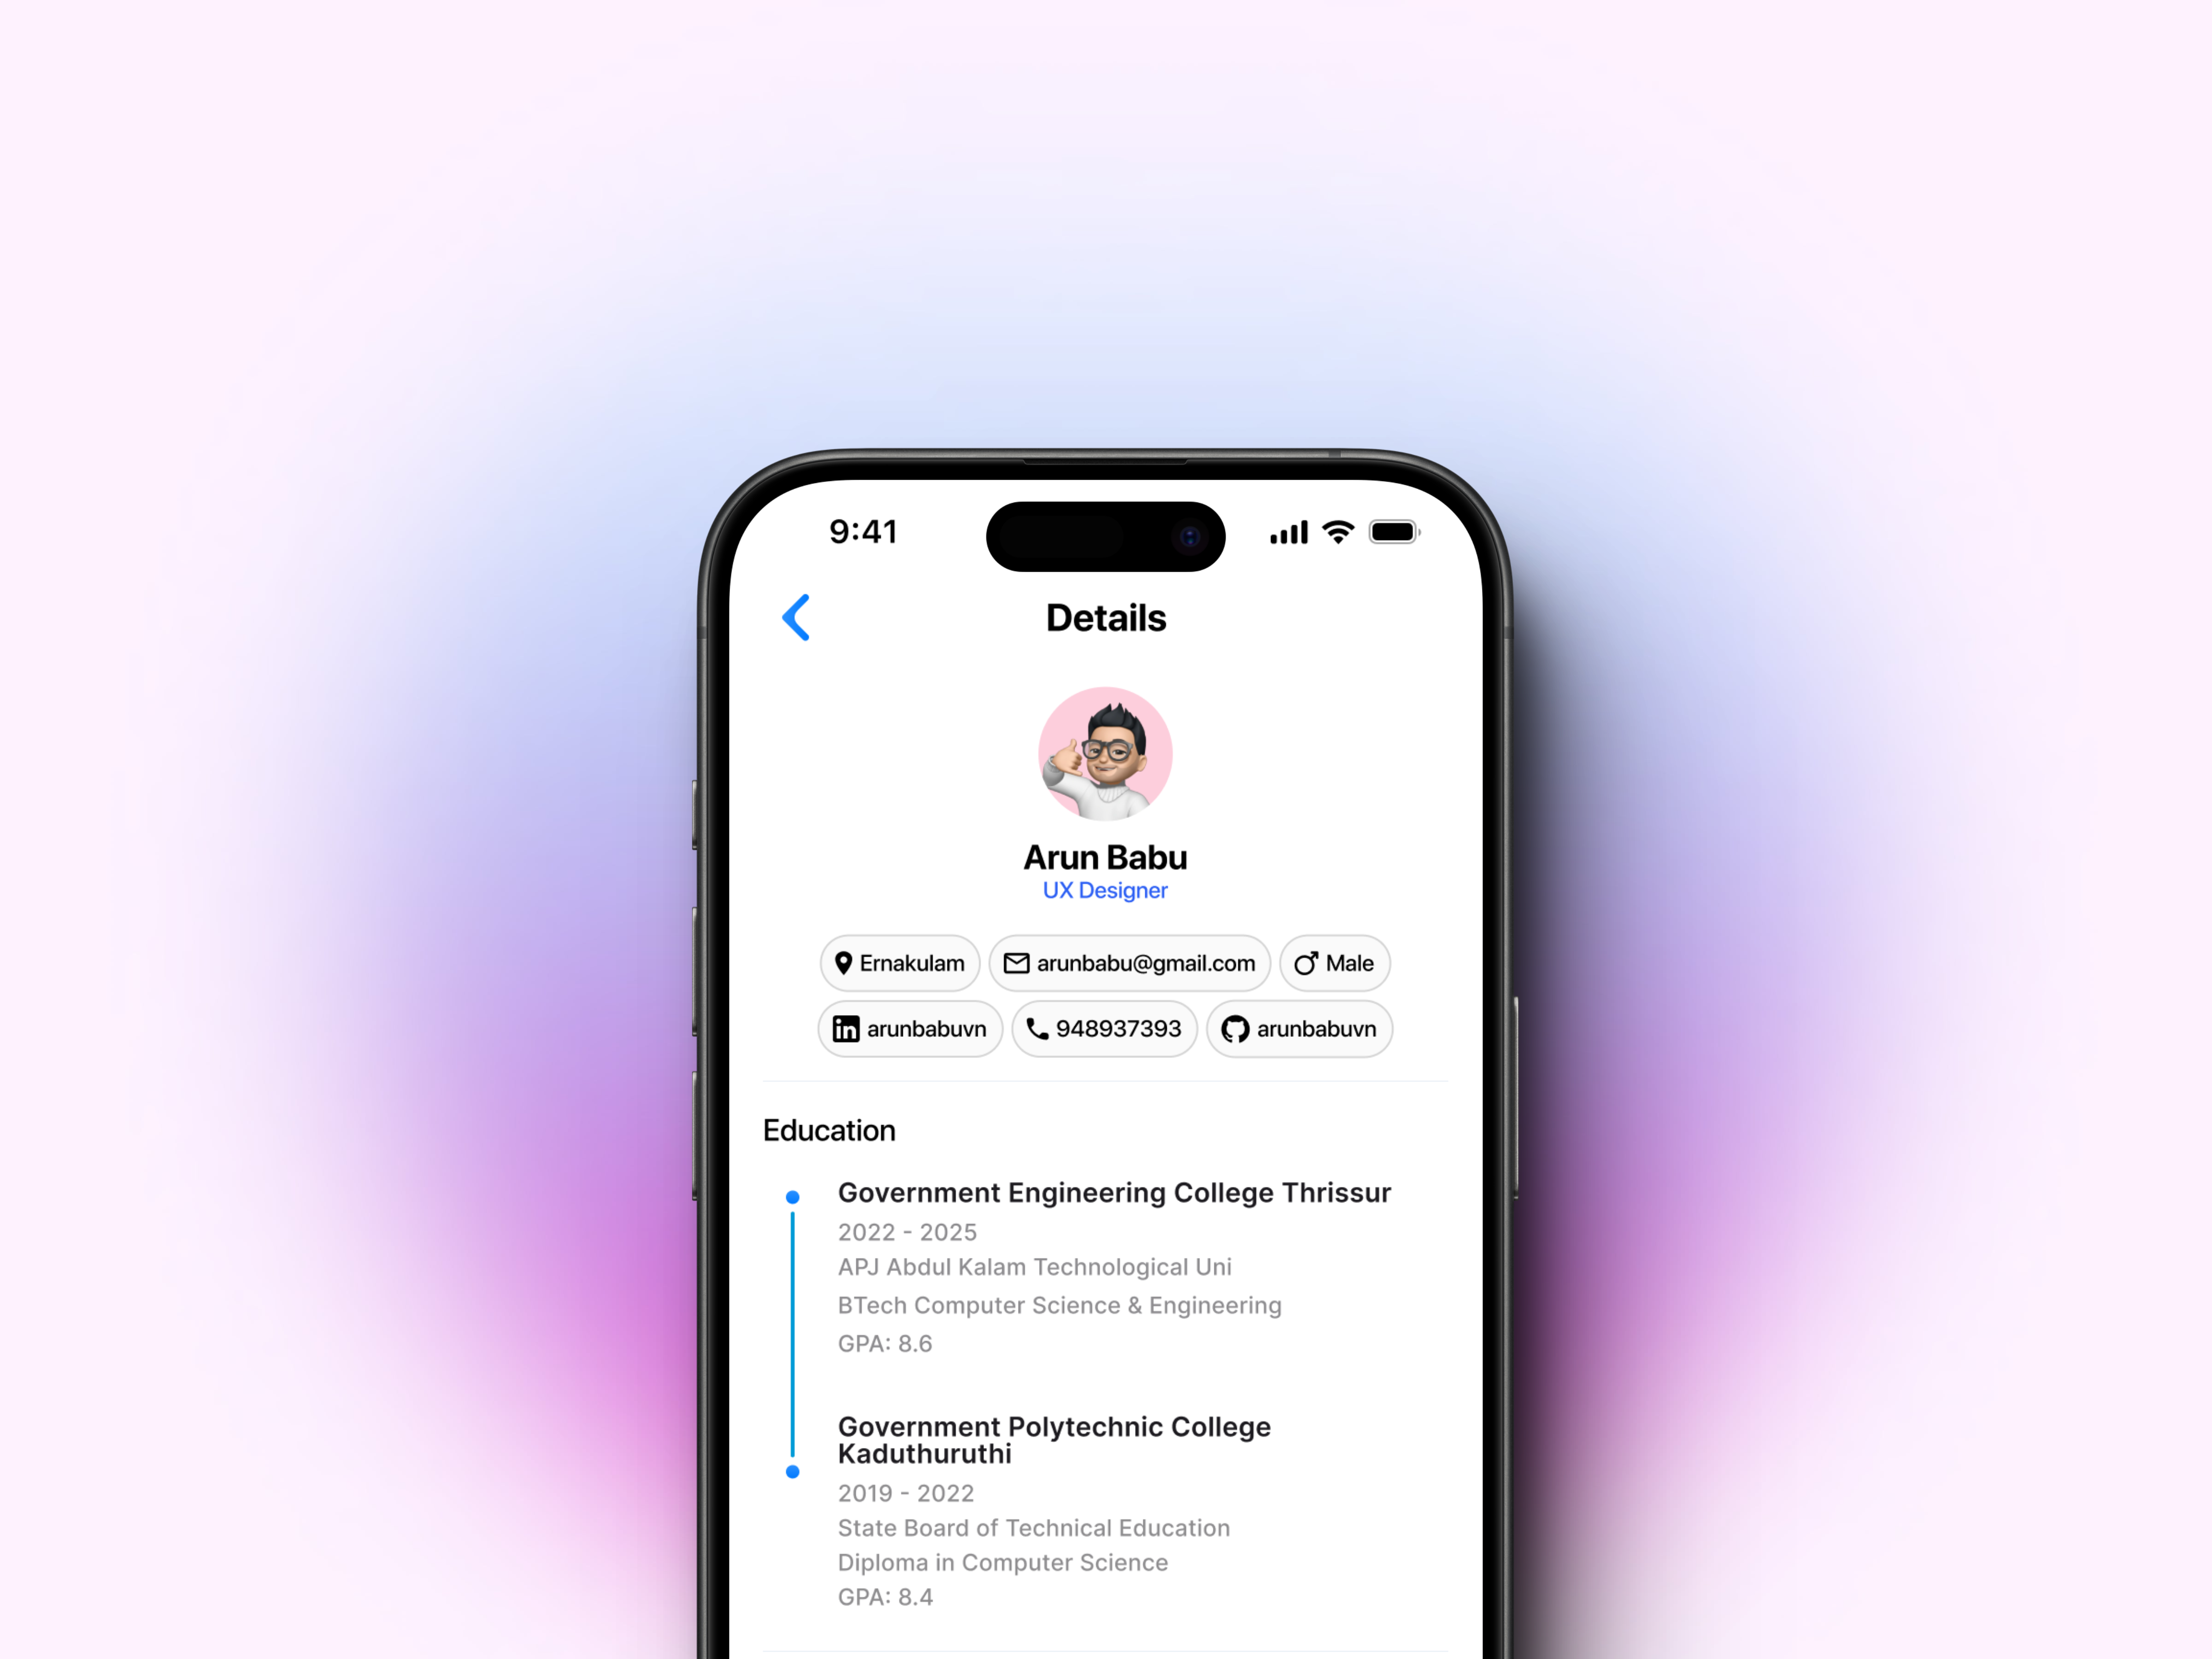 9:41
Details
Arun Babu
UX Designer
Ernakulam
arunbabu@gmail.com
Male
in arunbabuvn
948937393
arunbabuvn
Education
Government Engineering College Thrissur
2022 - 2025
APJ Abdul Kalam Technological Uni
BTech Computer Science & Engineering
GPA: 8.6
Government Polytechnic College
Kaduthuruthi
2019 - 2022
State Board of Technical Education
Diploma in Computer Science
GPA: 8.4